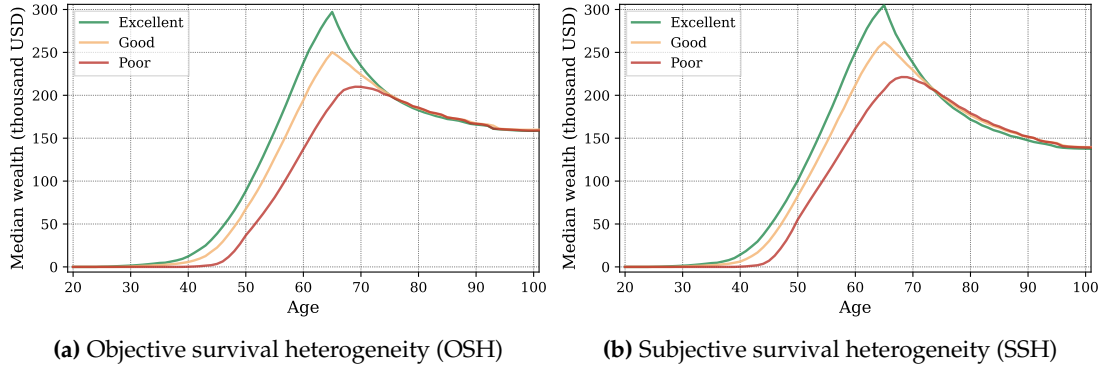 300
250
200
150
100
50
0
Median wealth (thousand USD)
Excellent
Good
Poor
20 30 40 50 60 70 80 90 100
Age
(a) Objective survival heterogeneity (OSH)
300
250
200
150
100
50
0
Median wealth (thousand USD)
Excellent
Good
Poor
20 30 40 50 60 70 80 90 100
Age
(b) Subjective survival heterogeneity (SSH)